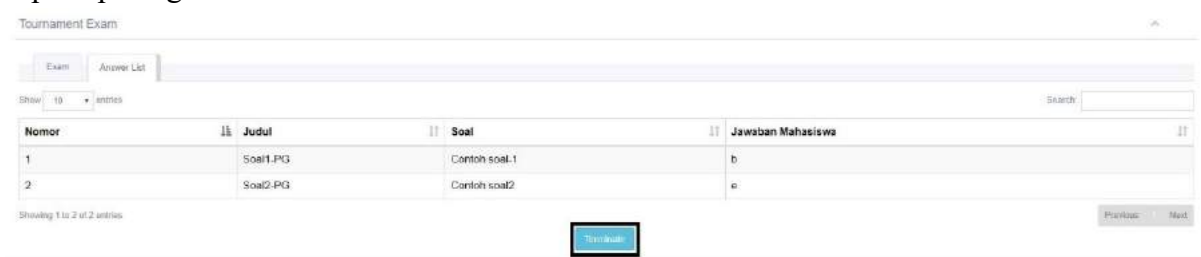 Tournament Exam
Exam Answer List
Show 10 entries Search:
Nomor Judul Soal Jawaban Mahasiswa
1 Soal1-PG Contoh soal-1 b
2 Soal2-PG Contoh soal2 e
Showing 1 to 2 of 2 entries Previous 1 Next
Terminate